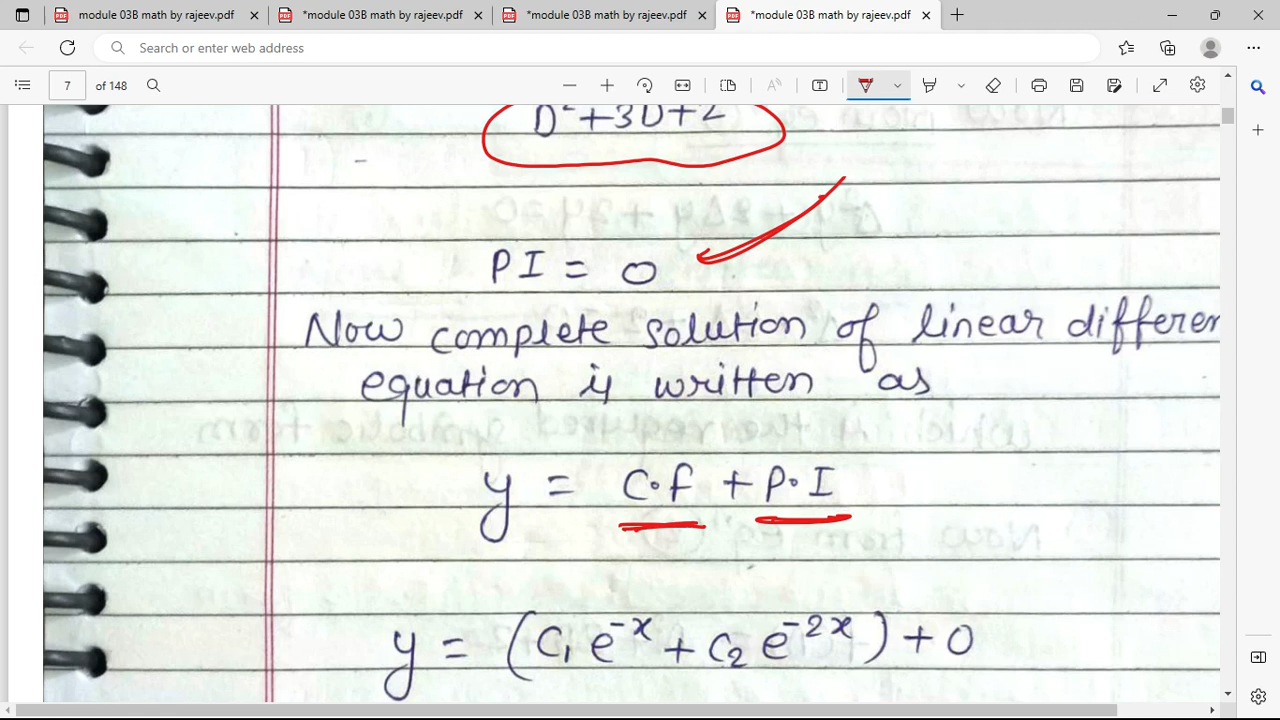 module 03B math by rajeev.pdf
*module 03B math by rajeev.pdf
*module 03B math by rajeev.pdf
*module 03B math by rajeev.pdf
Search or enter web address
7 of 148
D²+3D+2
PI = 0
Now complete solution of linear differen
equation is written as
y = C.f + P.I
y = (C₁e⁻ˣ + C₂e⁻²ˣ) + 0